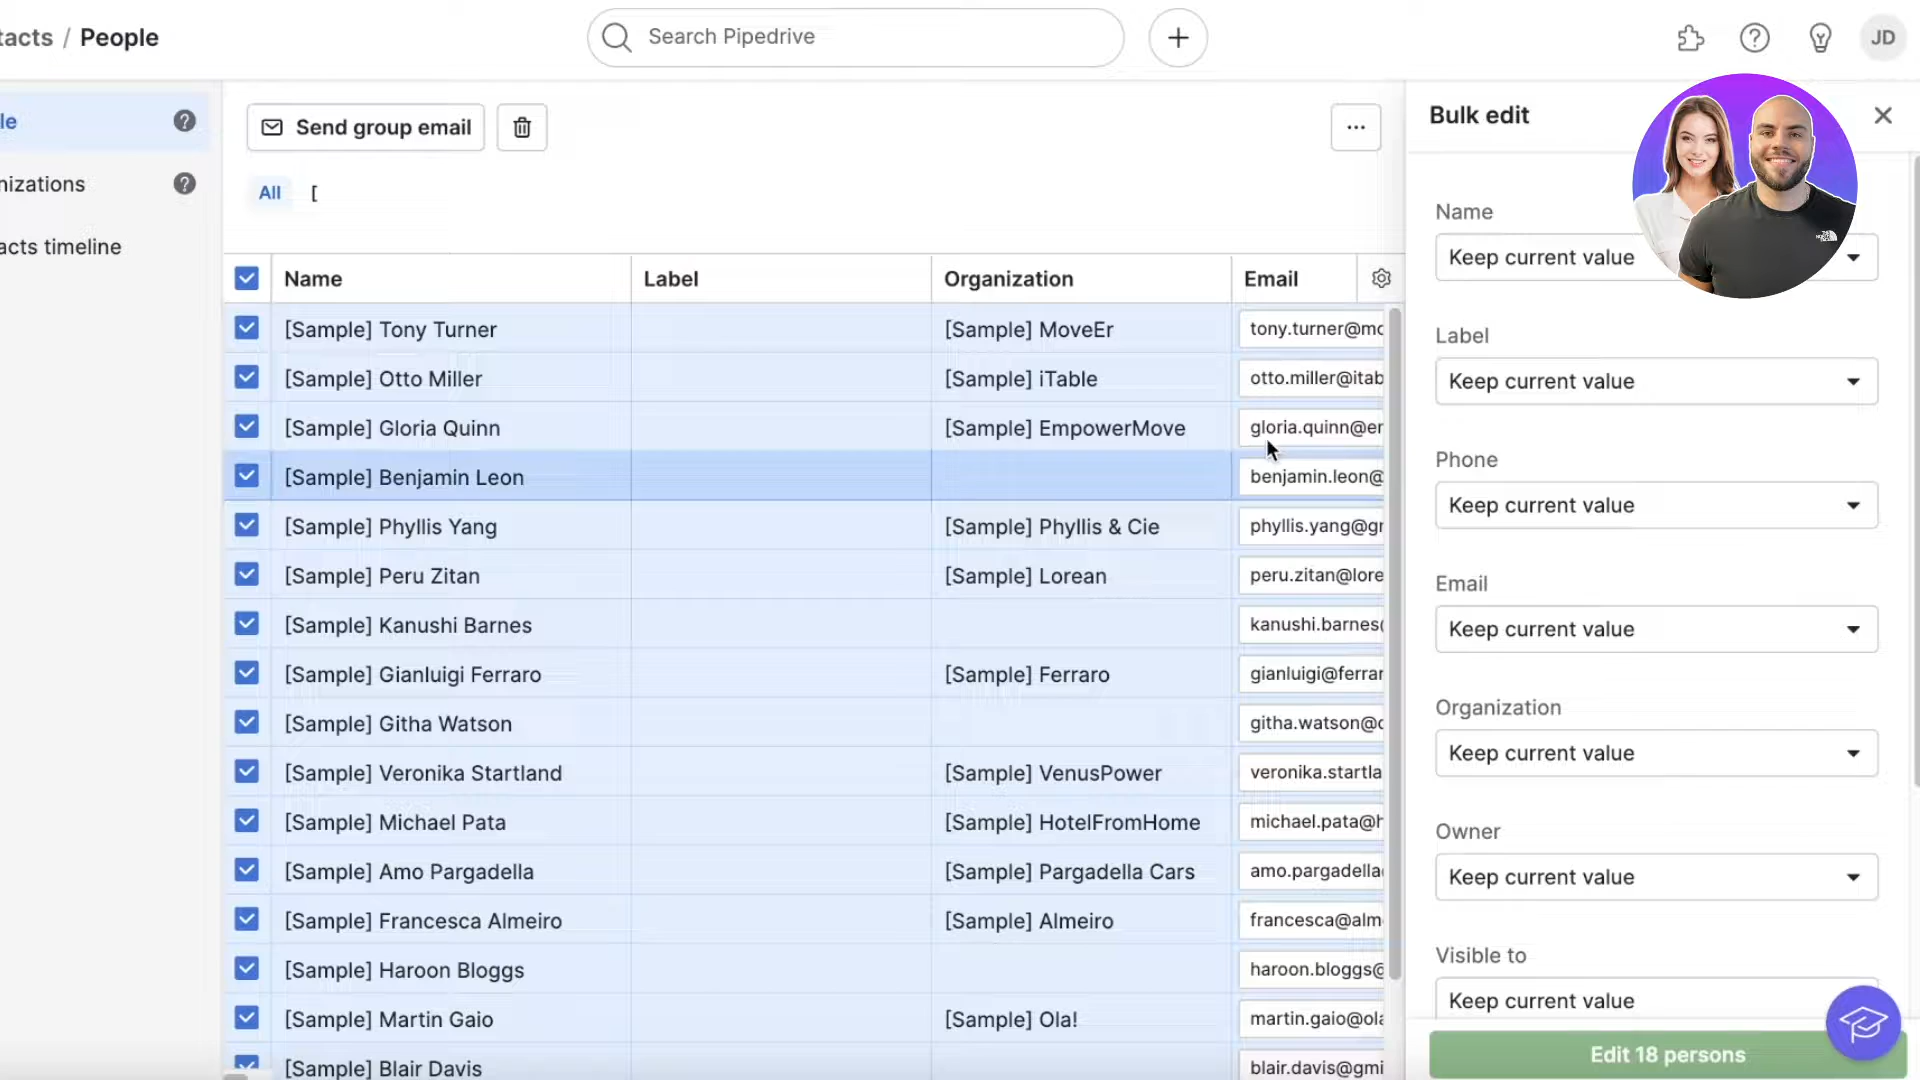 tacts / People
Search Pipedrive
JD
le
nizations
acts timeline
Send group email
All [
Name Label Organization Email
[Sample] Tony Turner [Sample] MoveEr tony.turner@mo
[Sample] Otto Miller [Sample] iTable otto.miller@itab
[Sample] Gloria Quinn [Sample] EmpowerMove gloria.quinn@er
[Sample] Benjamin Leon benjamin.leon@
[Sample] Phyllis Yang [Sample] Phyllis & Cie phyllis.yang@gr
[Sample] Peru Zitan [Sample] Lorean peru.zitan@lore
[Sample] Kanushi Barnes kanushi.barnes@
[Sample] Gianluigi Ferraro [Sample] Ferraro gianluigi@ferrar
[Sample] Githa Watson githa.watson@
[Sample] Veronika Startland [Sample] VenusPower veronika.startla
[Sample] Michael Pata [Sample] HotelFromHome michael.pata@h
[Sample] Amo Pargadella [Sample] Pargadella Cars amo.pargadella
[Sample] Francesca Almeiro [Sample] Almeiro francesca@alm
[Sample] Haroon Bloggs haroon.bloggs@
[Sample] Martin Gaio [Sample] Ola! martin.gaio@ola
[Sample] Blair Davis blair.davis@gmi
Bulk edit
THE NORTH FACE
Name
Keep current value
Label
Keep current value
Phone
Keep current value
Email
Keep current value
Organization
Keep current value
Owner
Keep current value
Visible to
Keep current value
Edit 18 persons